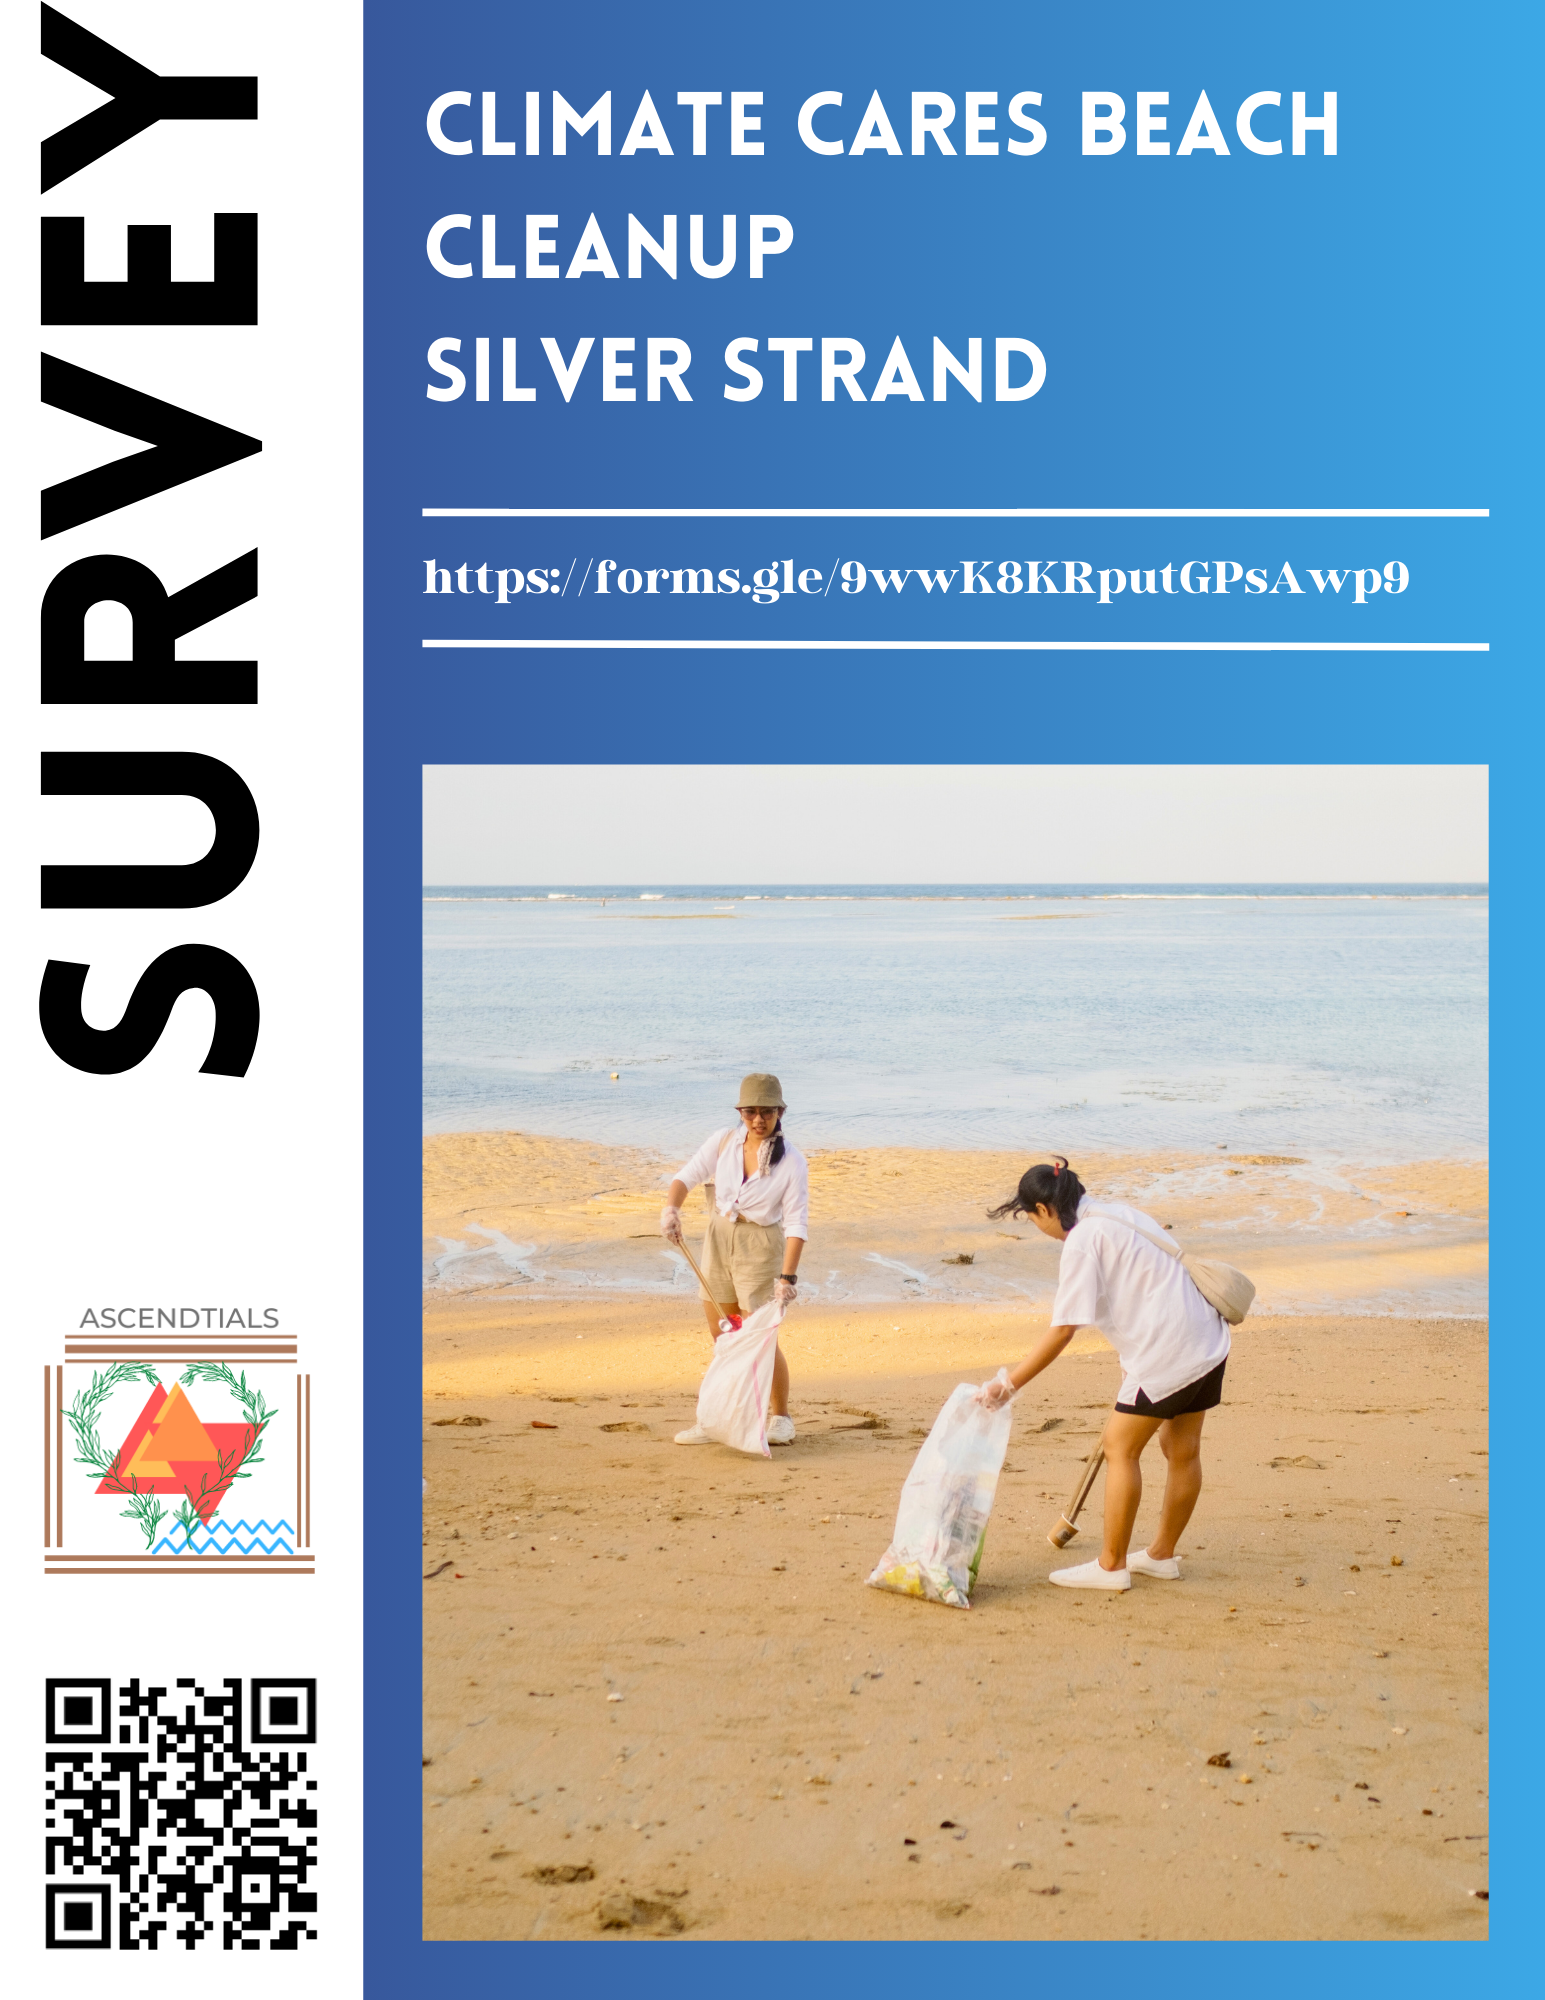 SURVEY
CLIMATE CARES BEACH
CLEANUP
SILVER STRAND
https://forms.gle/9wwK8KRputGPsAwp9
ASCENDTIALS